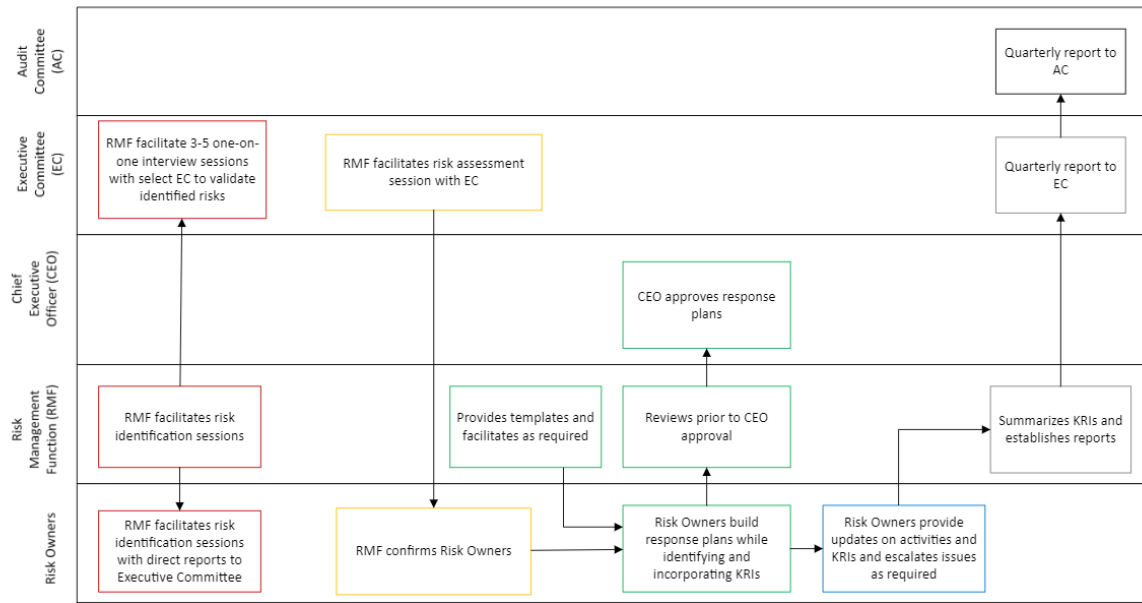 Audit
Committee
(AC)
Quarterly report to
AC
Executive
Committee
(EC)
RMF facilitate 3-5 one-on-
one interview sessions
with select EC to validate
identified risks
RMF facilitates risk assessment
session with EC
Quarterly report to
EC
Chief
Executive
Officer (CEO)
CEO approves response
plans
Risk
Management
Function (RMF)
RMF facilitates risk
identification sessions
Provides templates and
facilitates as required
Reviews prior to CEO
approval
Summarizes KRIs and
establishes reports
Risk Owners
RMF facilitates risk
identification sessions
with direct reports to
Executive Committee
RMF confirms Risk Owners
Risk Owners build
response plans while
identifying and
incorporating KRIs
Risk Owners provide
updates on activities and
KRIs and escalates issues
as required